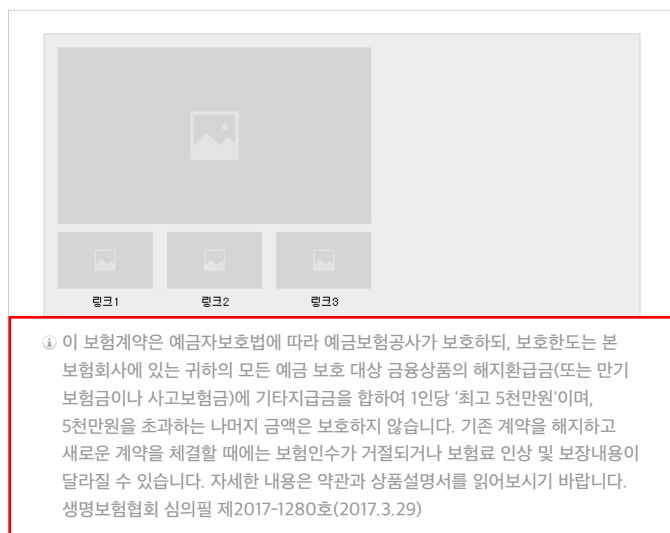 링크1 링크2 링크3
이 보험계약은 예금자보호법에 따라 예금보험공사가 보호하되, 보호한도는 본
보험회사에 있는 귀하의 모든 예금 보호 대상 금융상품의 해지환급금(또는 만기
보험금이나 사고보험금)에 기타지급금을 합하여 1인당 '최고 5천만원'이며,
5천만원을 초과하는 나머지 금액은 보호하지 않습니다. 기존 계약을 해지하고
새로운 계약을 체결할 때에는 보험인수가 거절되거나 보험료 인상 및 보장내용이
달라질 수 있습니다. 자세한 내용은 약관과 상품설명서를 읽어보시기 바랍니다.
생명보험협회 심의필 제2017-1280호(2017.3.29)